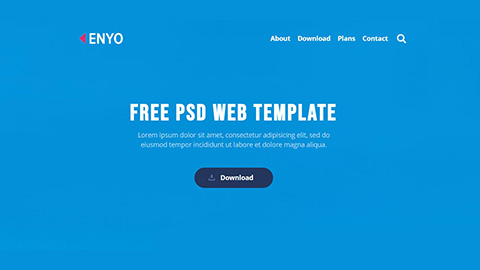 ENYO
About Download Plans Contact
FREE PSD WEB TEMPLATE
Lorem ipsum dolor sit amet, consectetur adipisicing elit, sed do
eiusmod tempor incididunt ut labore et dolore magna aliqua.
Download